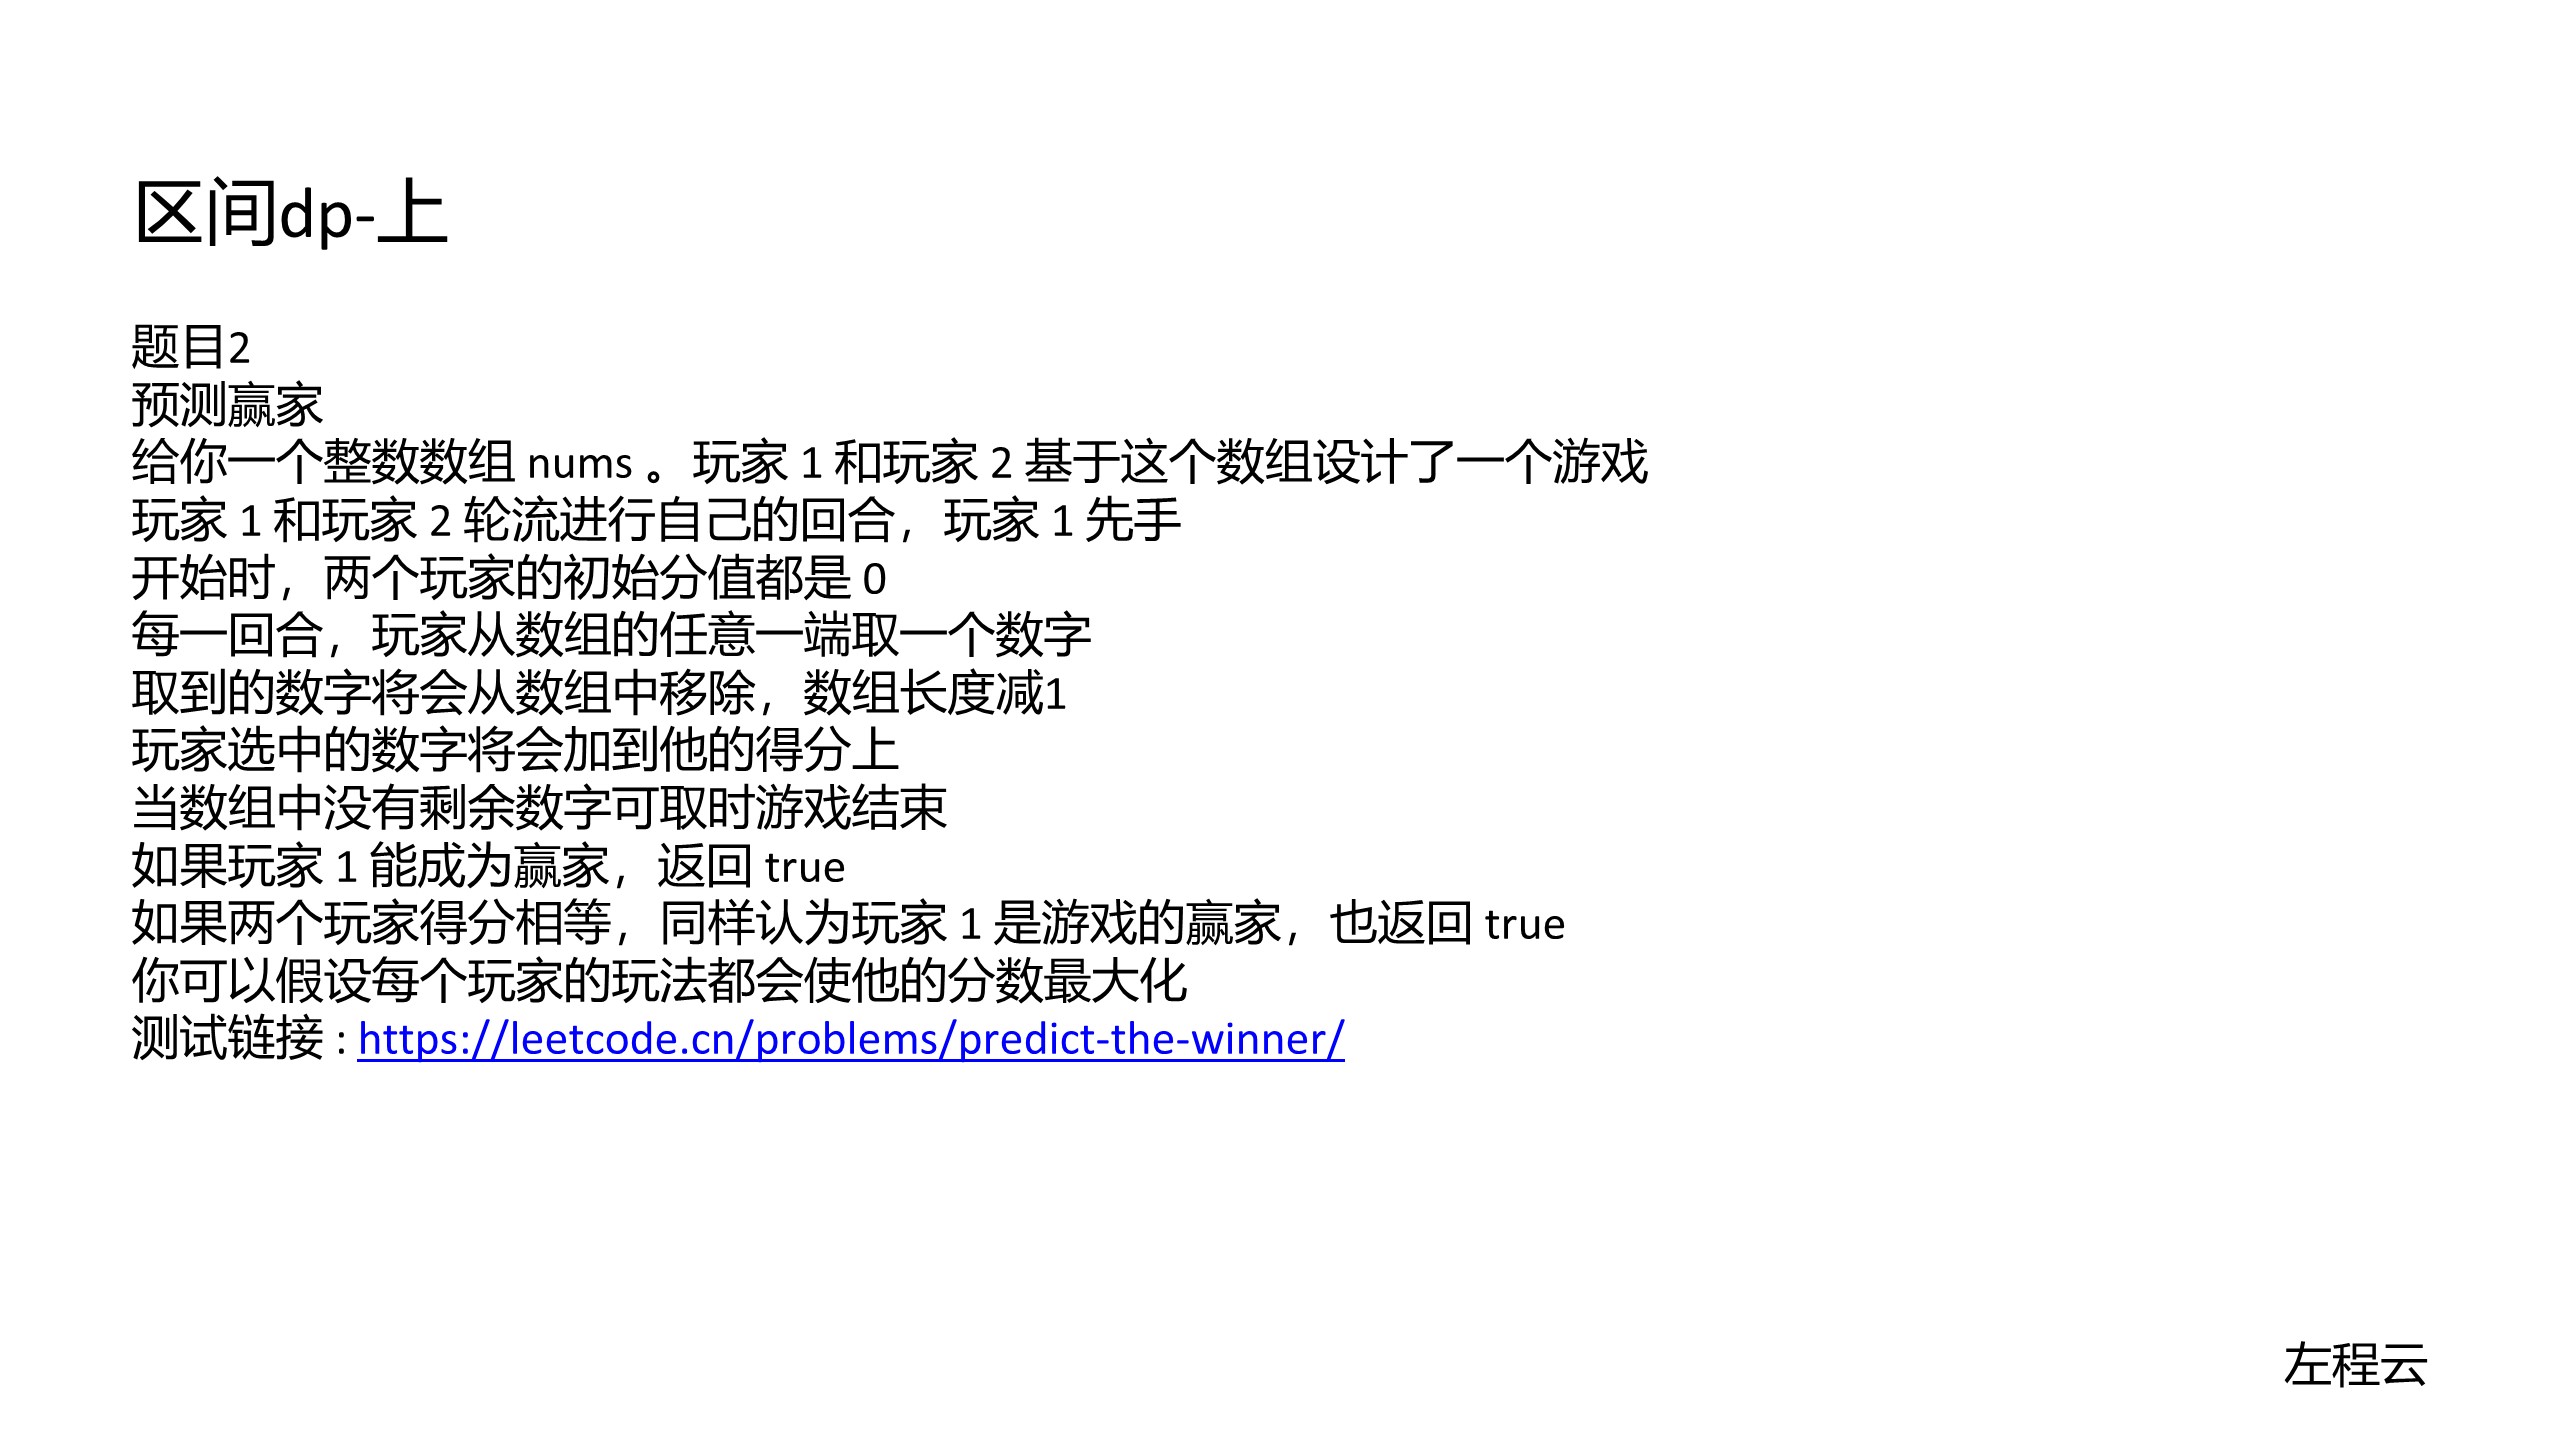 区间dp-上
题目2
预测赢家
给你一个整数数组 nums 。玩家 1 和玩家 2 基于这个数组设计了一个游戏
玩家 1 和玩家 2 轮流进行自己的回合，玩家 1 先手
开始时，两个玩家的初始分值都是 0
每一回合，玩家从数组的任意一端取一个数字
取到的数字将会从数组中移除，数组长度减1
玩家选中的数字将会加到他的得分上
当数组中没有剩余数字可取时游戏结束
如果玩家 1 能成为赢家，返回 true
如果两个玩家得分相等，同样认为玩家 1 是游戏的赢家，也返回 true
你可以假设每个玩家的玩法都会使他的分数最大化
测试链接 : https://leetcode.cn/problems/predict-the-winner/
左程云